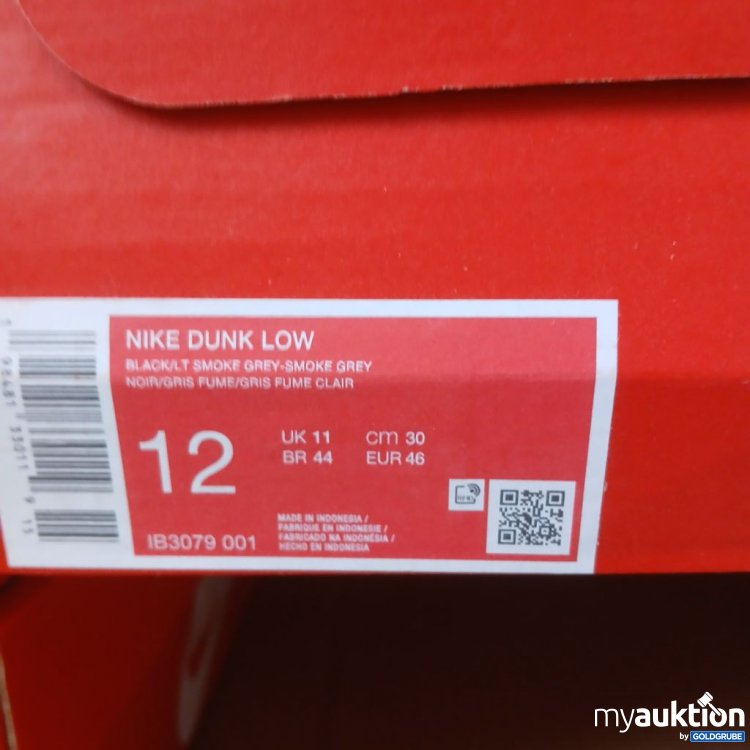 NIKE DUNK LOW
BLACK/LT SMOKE GREY-SMOKE GREY
NOIR/GRIS FUME/GRIS FUME CLAIR
12
UK 11 cm 30
BR 44 EUR 46
IB3079 001
MADE IN INDONESIA /
FABRIQUE EN INDONESIE /
FABRICADO NA INDONÉSIA /
HECHO EN INDONESIA
myauktion
by GOLDGRUBE